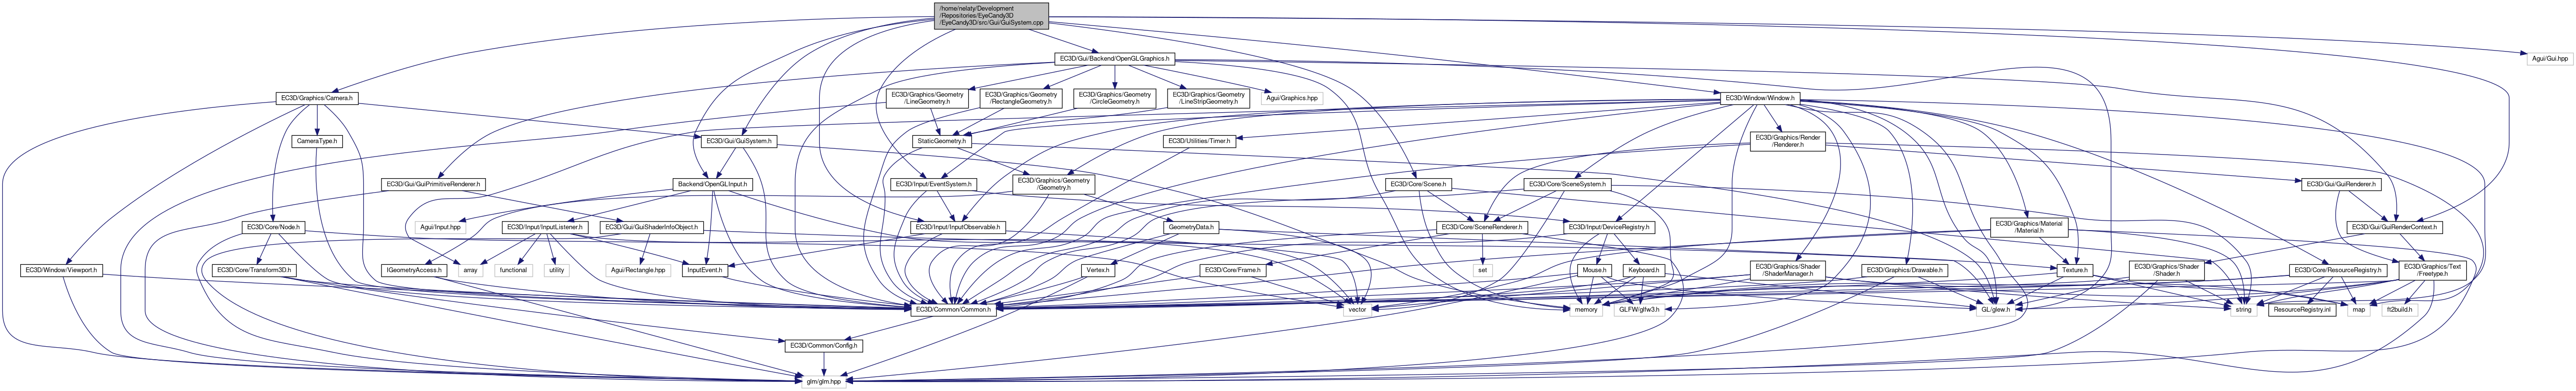 /home/nelaty/Development
/Repositories/EyeCandy3D
/EyeCandy3D/src/Gui/GuiSystem.cpp
EC3D/Gui/Backend/OpenGLGraphics.h
Agui/Gui.hpp
EC3D/Graphics/Camera.h
EC3D/Graphics/Geometry
/LineGeometry.h
EC3D/Graphics/Geometry
/RectangleGeometry.h
EC3D/Graphics/Geometry
/CircleGeometry.h
EC3D/Graphics/Geometry
/LineStripGeometry.h
Agui/Graphics.hpp
EC3D/Window/Window.h
CameraType.h
EC3D/Gui/GuiSystem.h
StaticGeometry.h
EC3D/Utilities/Timer.h
EC3D/Graphics/Render
/Renderer.h
EC3D/Gui/GuiPrimitiveRenderer.h
Backend/OpenGLInput.h
EC3D/Input/EventSystem.h
EC3D/Graphics/Geometry
/Geometry.h
EC3D/Core/Scene.h
EC3D/Core/SceneSystem.h
EC3D/Gui/GuiRenderer.h
EC3D/Core/Node.h
Agui/Input.hpp
EC3D/Input/InputListener.h
EC3D/Gui/GuiShaderInfoObject.h
EC3D/Input/InputObservable.h
GeometryData.h
EC3D/Core/SceneRenderer.h
EC3D/Input/DeviceRegistry.h
EC3D/Graphics/Material
/Material.h
EC3D/Gui/GuiRenderContext.h
EC3D/Window/Viewport.h
EC3D/Core/Transform3D.h
IGeometryAccess.h
array
functional
utility
Agui/Rectangle.hpp
InputEvent.h
Vertex.h
EC3D/Core/Frame.h
set
Mouse.h
Keyboard.h
EC3D/Graphics/Shader
/ShaderManager.h
EC3D/Graphics/Drawable.h
Texture.h
EC3D/Graphics/Shader
/Shader.h
EC3D/Core/ResourceRegistry.h
EC3D/Graphics/Text
/Freetype.h
EC3D/Common/Common.h
vector
memory
GLFW/glfw3.h
GL/glew.h
string
ResourceRegistry.inl
map
ft2build.h
EC3D/Common/Config.h
glm/glm.hpp